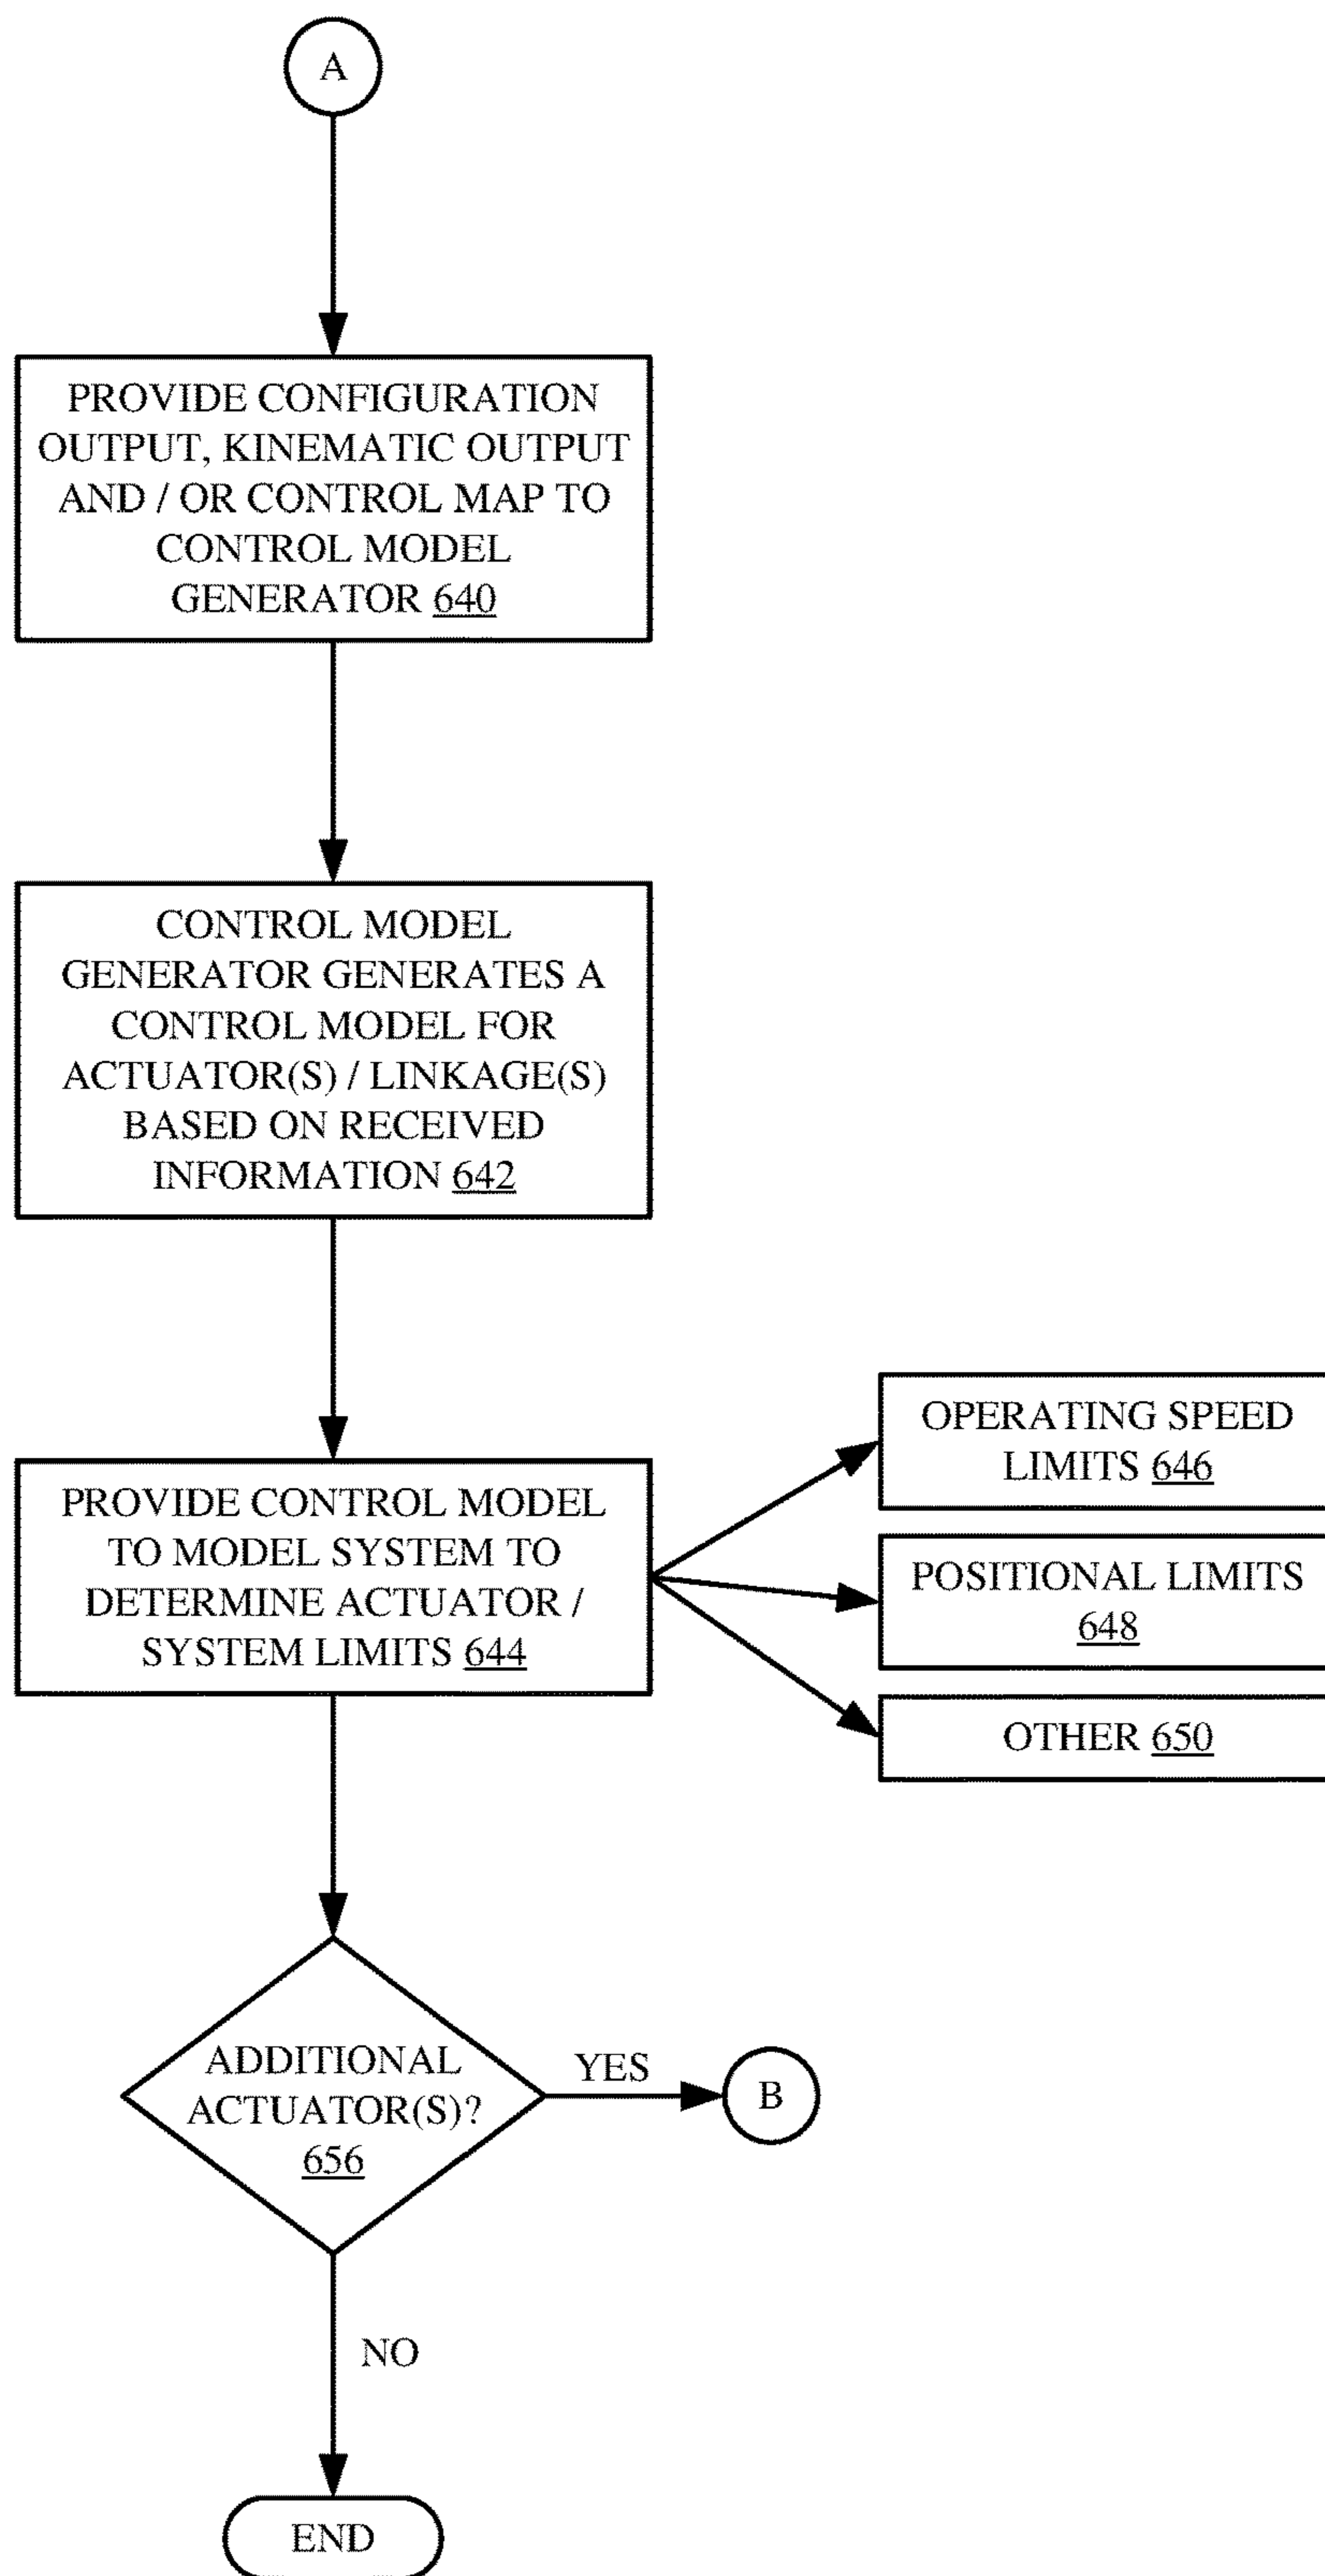 A
PROVIDE CONFIGURATION
OUTPUT, KINEMATIC OUTPUT
AND / OR CONTROL MAP TO
CONTROL MODEL
GENERATOR 640
CONTROL MODEL
GENERATOR GENERATES A
CONTROL MODEL FOR
ACTUATOR(S) / LINKAGE(S)
BASED ON RECEIVED
INFORMATION 642
PROVIDE CONTROL MODEL
TO MODEL SYSTEM TO
DETERMINE ACTUATOR /
SYSTEM LIMITS 644
OPERATING SPEED
LIMITS 646
POSITIONAL LIMITS
648
OTHER 650
ADDITIONAL
ACTUATOR(S)?
656
YES
B
NO
END